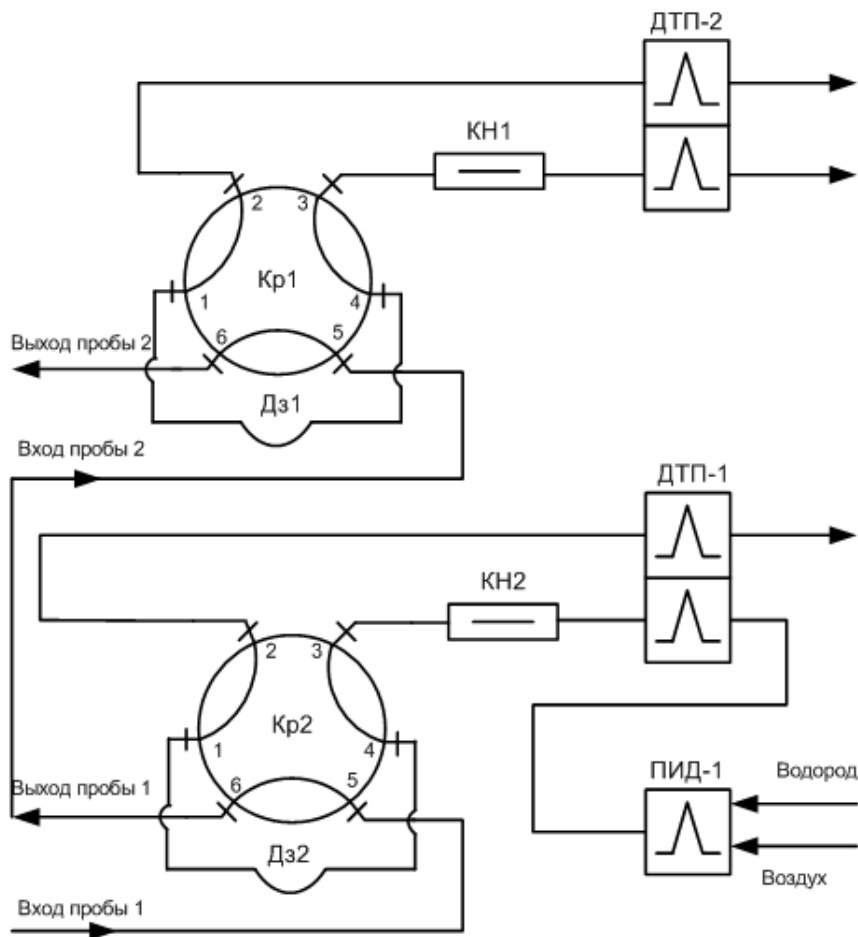 ДТП-2
КН1
2
3
Кр1
1
4
6
5
Выход пробы 2
Дз1
Вход пробы 2
ДТП-1
КН2
2
3
Кр2
1
4
6
5
ПИД-1
Водород
Выход пробы 1
Дз2
Воздух
Вход пробы 1